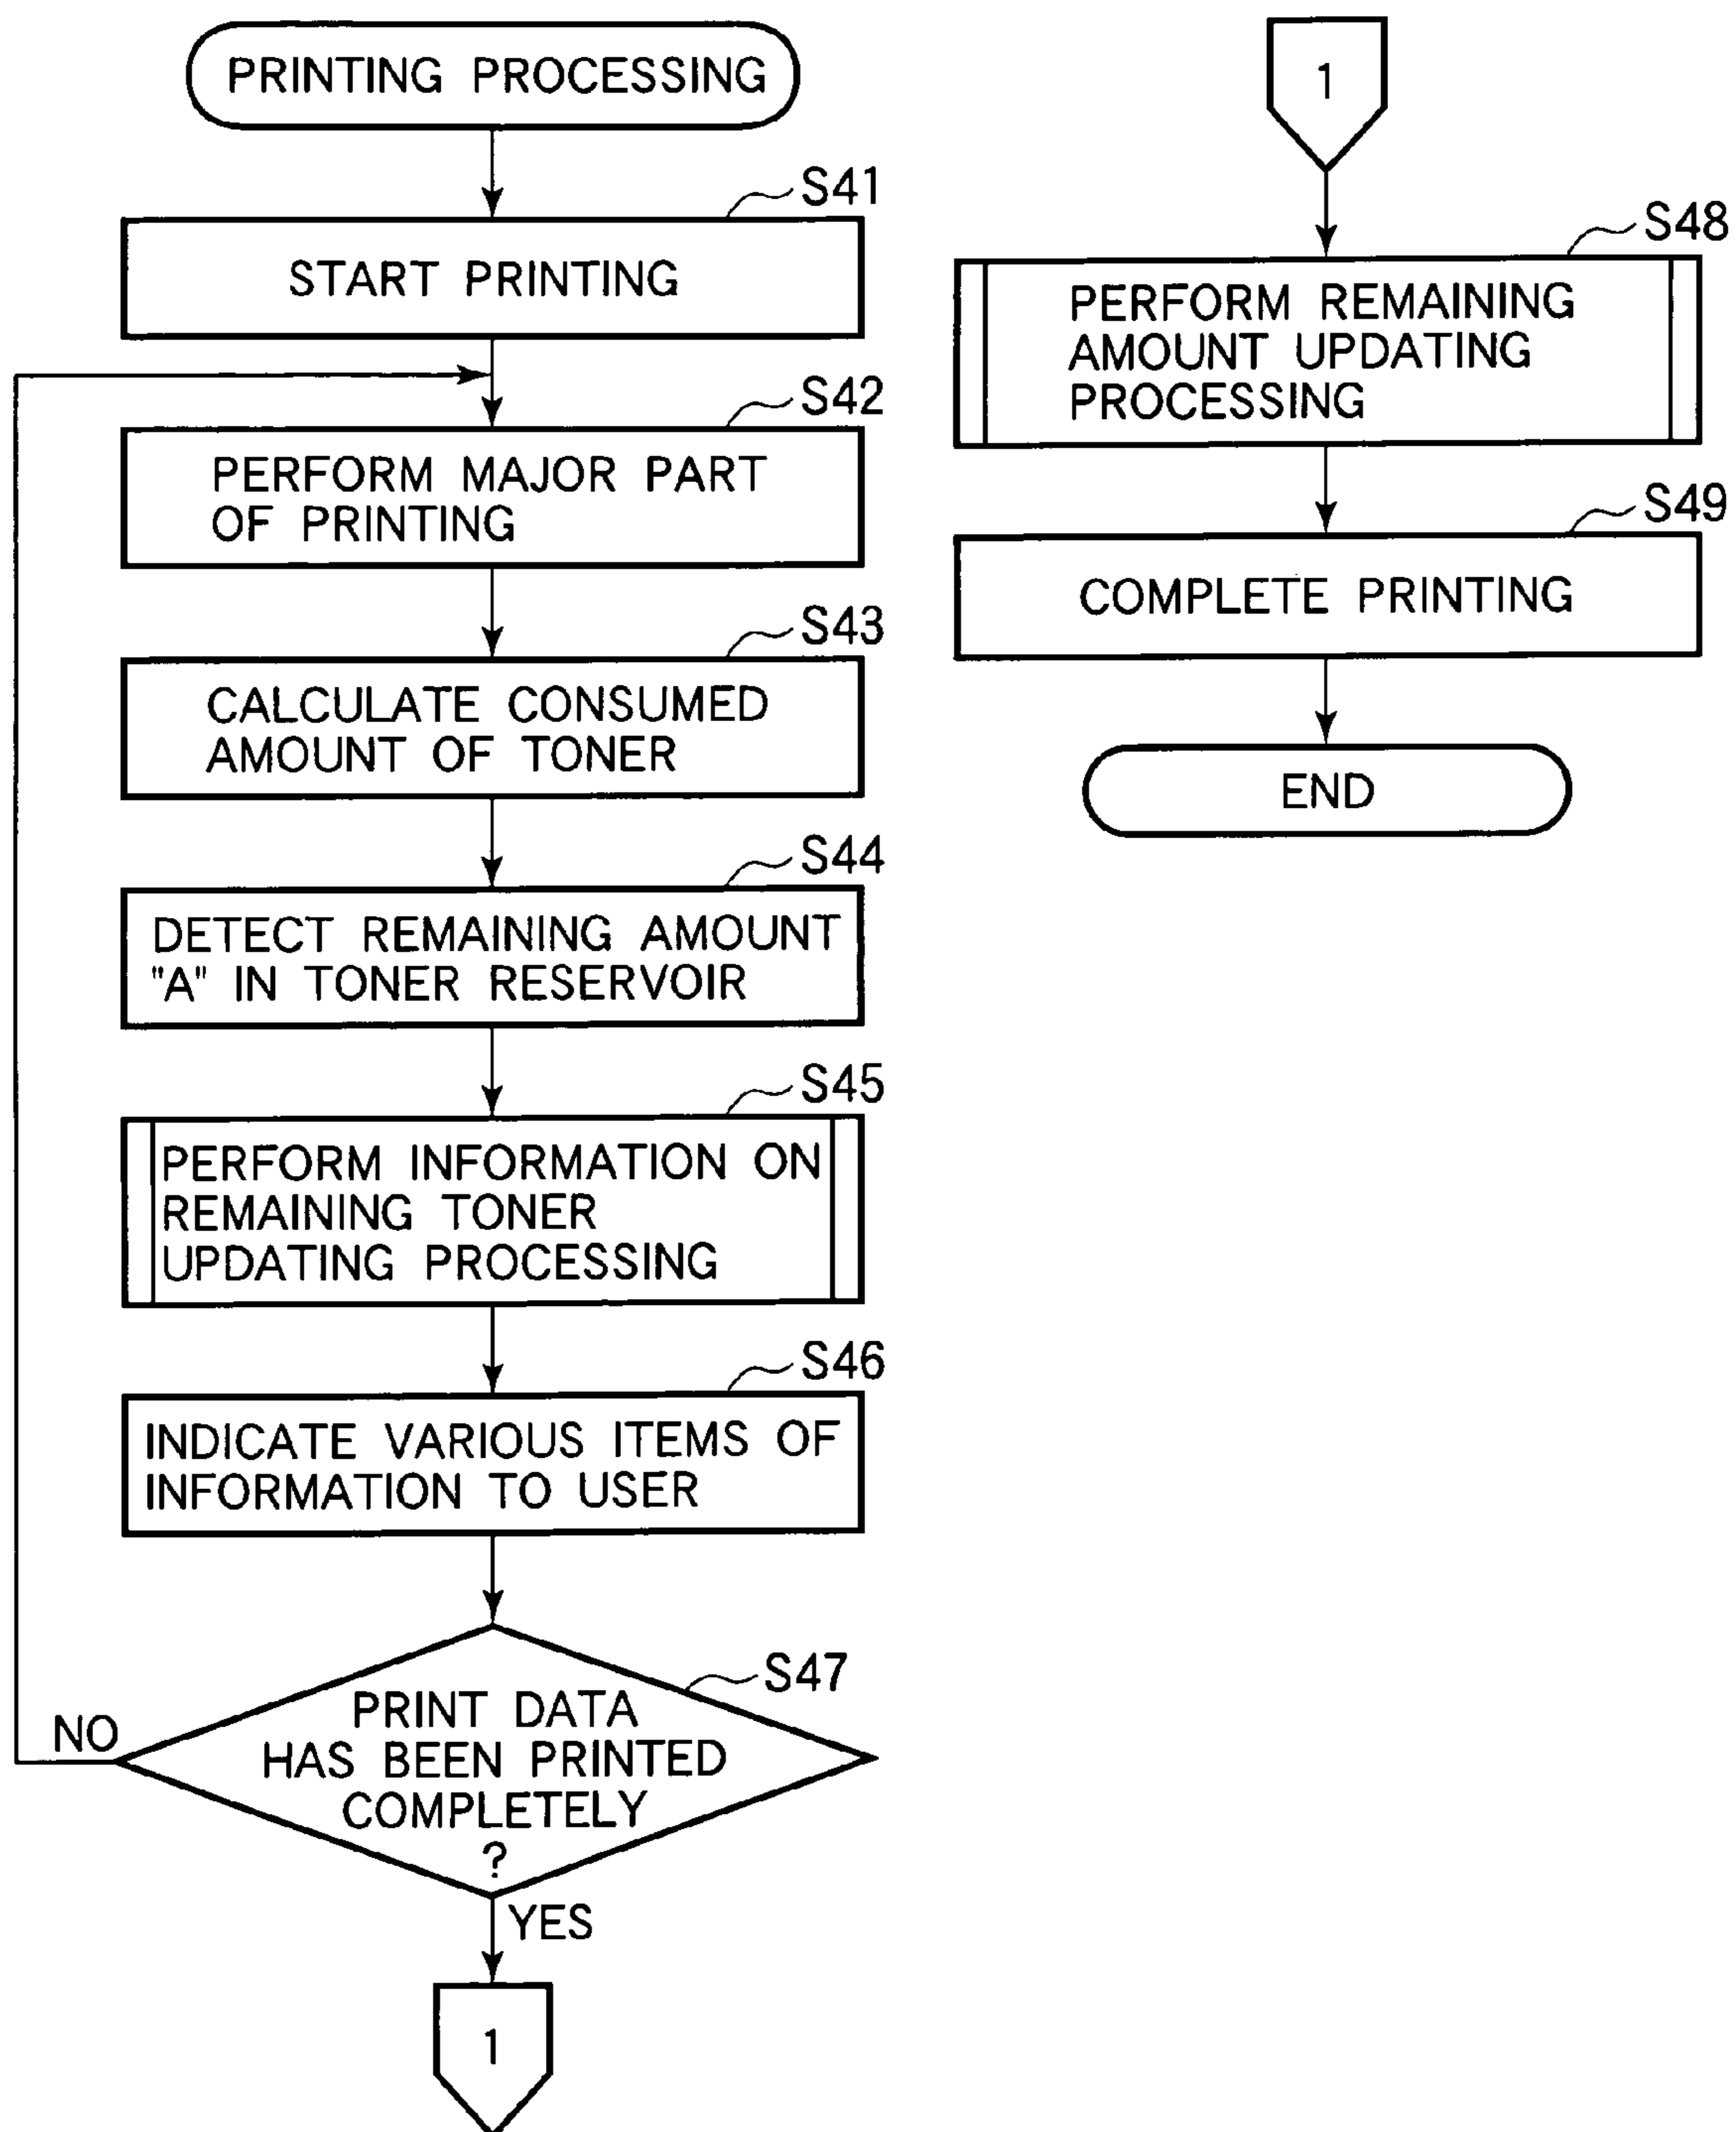 PRINTING PROCESSING
S41
START PRINTING
S42
PERFORM MAJOR PART
OF PRINTING
S43
CALCULATE CONSUMED
AMOUNT OF TONER
S44
DETECT REMAINING AMOUNT
"A" IN TONER RESERVOIR
S45
PERFORM INFORMATION ON
REMAINING TONER
UPDATING PROCESSING
S46
INDICATE VARIOUS ITEMS OF
INFORMATION TO USER
S47
PRINT DATA
HAS BEEN PRINTED
COMPLETELY
?
NO
YES
1
1
S48
PERFORM REMAINING
AMOUNT UPDATING
PROCESSING
S49
COMPLETE PRINTING
END